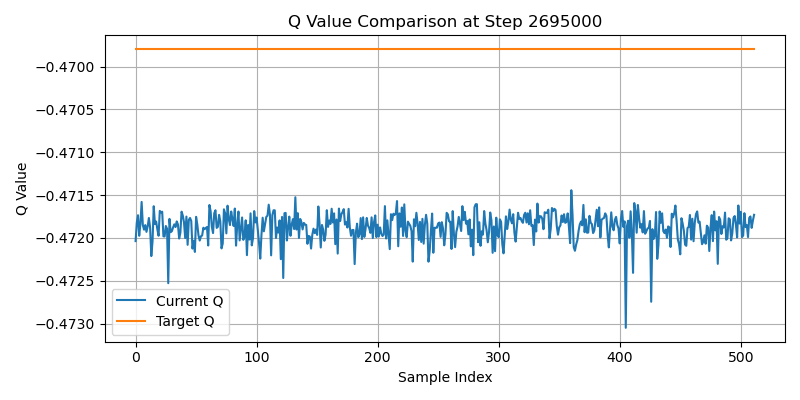 Q Value Comparison at Step 2695000
Q Value
−0.4700
−0.4705
−0.4710
−0.4715
−0.4720
−0.4725
−0.4730
Current Q
Target Q
0 100 200 300 400 500
Sample Index